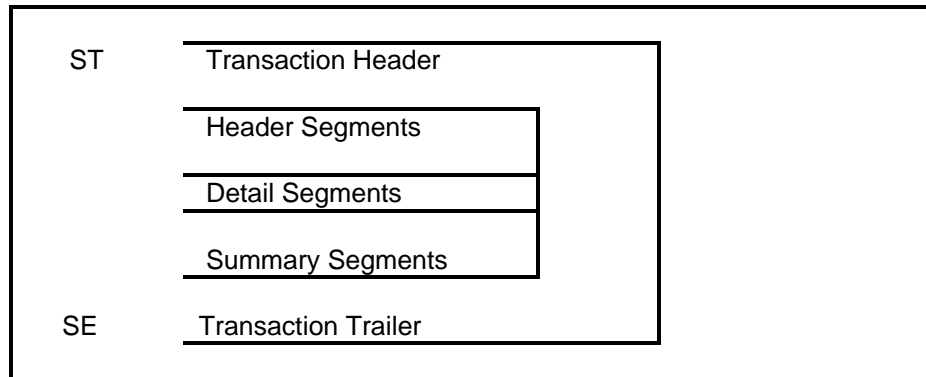 ST Transaction Header
Header Segments
Detail Segments
Summary Segments
SE Transaction Trailer